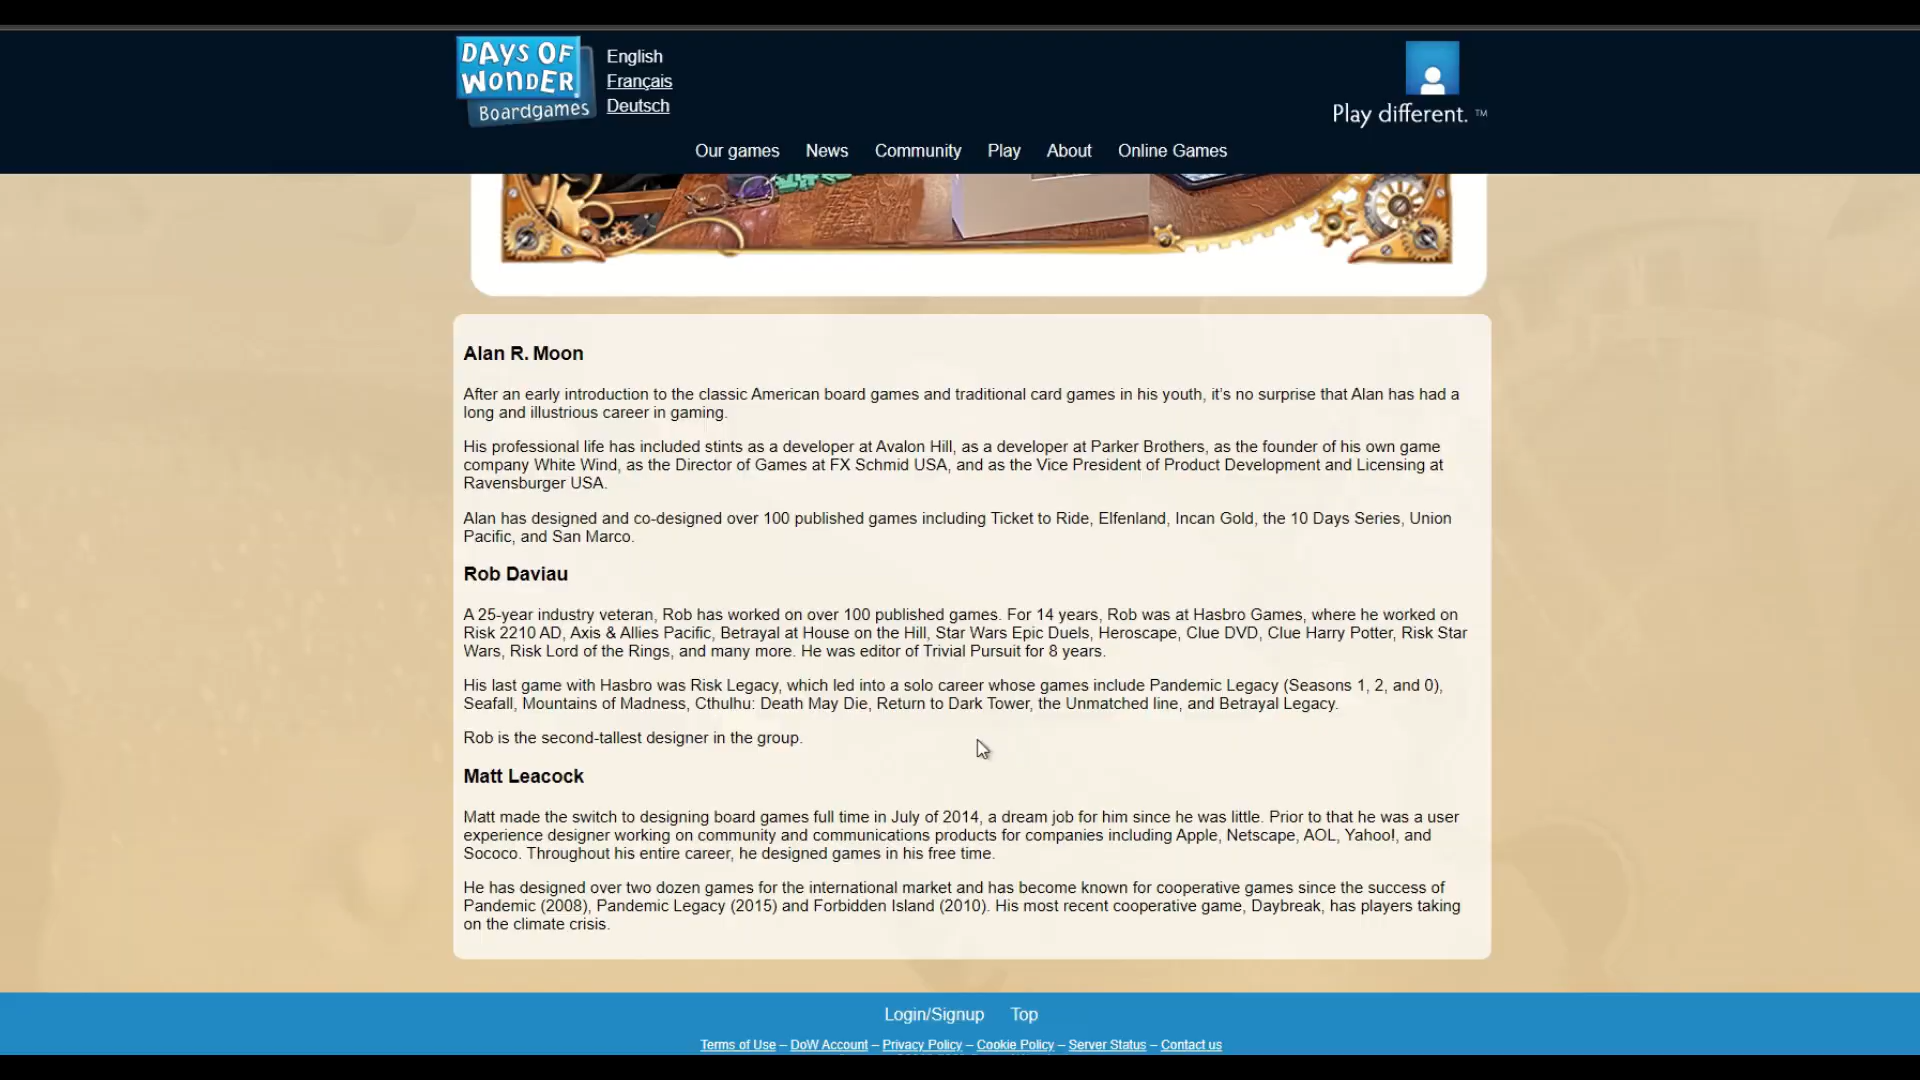 DAYS OF
WONDER
Boardgames
English
Français
Deutsch
Play different. ™
Our games News Community Play About Online Games
Alan R. Moon
After an early introduction to the classic American board games and traditional card games in his youth, it's no surprise that Alan has had a
long and illustrious career in gaming.
His professional life has included stints as a developer at Avalon Hill, as a developer at Parker Brothers, as the founder of his own game
company White Wind, as the Director of Games at FX Schmid USA, and as the Vice President of Product Development and Licensing at
Ravensburger USA.
Alan has designed and co-designed over 100 published games including Ticket to Ride, Elfenland, Incan Gold, the 10 Days Series, Union
Pacific, and San Marco.
Rob Daviau
A 25-year industry veteran, Rob has worked on over 100 published games. For 14 years, Rob was at Hasbro Games, where he worked on
Risk 2210 AD, Axis & Allies Pacific, Betrayal at House on the Hill, Star Wars Epic Duels, Heroscape, Clue DVD, Clue Harry Potter, Risk Star
Wars, Risk Lord of the Rings, and many more. He was editor of Trivial Pursuit for 8 years.
His last game with Hasbro was Risk Legacy, which led into a solo career whose games include Pandemic Legacy (Seasons 1, 2, and 0),
Seafall, Mountains of Madness, Cthulhu: Death May Die, Return to Dark Tower, the Unmatched line, and Betrayal Legacy.
Rob is the second-tallest designer in the group.
Matt Leacock
Matt made the switch to designing board games full time in July of 2014, a dream job for him since he was little. Prior to that he was a user
experience designer working on community and communications products for companies including Apple, Netscape, AOL, Yahoo!, and
Sococo. Throughout his entire career, he designed games in his free time.
He has designed over two dozen games for the international market and has become known for cooperative games since the success of
Pandemic (2008), Pandemic Legacy (2015) and Forbidden Island (2010). His most recent cooperative game, Daybreak, has players taking
on the climate crisis.
Login/Signup Top
Terms of Use – DoW Account – Privacy Policy – Cookie Policy – Server Status – Contact us